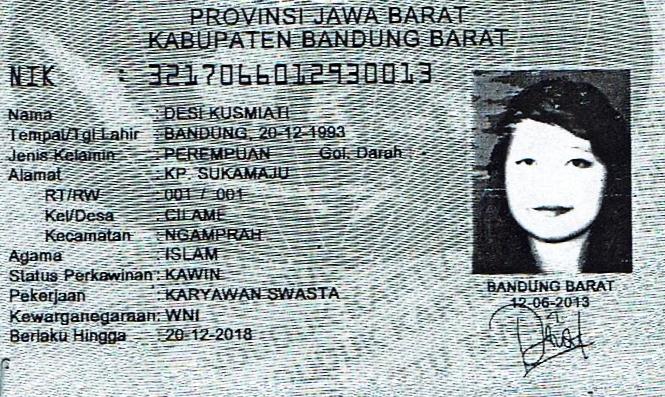 PROVINSI JAWA BARAT
KABUPATEN BANDUNG BARAT
NIK : 3217066012930013
Nama : DESI KUSMIATI
Tempat/Tgl Lahir : BANDUNG, 20-12-1993
Jenis Kelamin : PEREMPUAN Gol. Darah :
Alamat : KP. SUKAMAJU
RT/RW : 001 / 001
Kel/Desa : CILAME
Kecamatan : NGAMPRAH
Agama : ISLAM
Status Perkawinan : KAWIN
Pekerjaan : KARYAWAN SWASTA
Kewarganegaraan: WNI
Berlaku Hingga : 20-12-2018
BANDUNG BARAT
12-06-2013